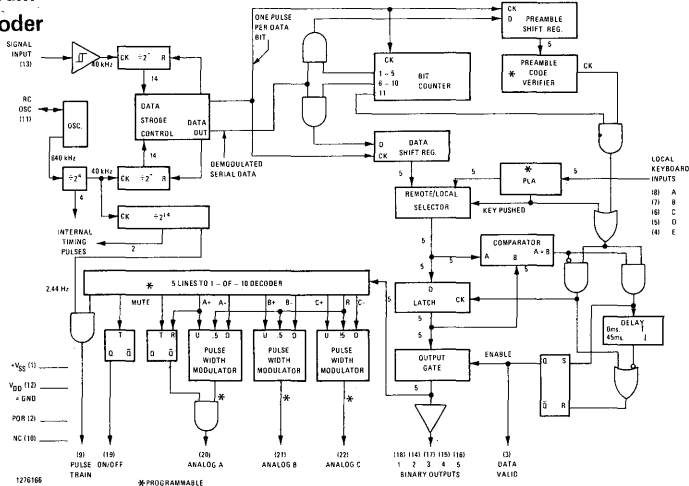 oder
SIGNAL
INPUT
(13)
40 kHz
CK ÷2⁷ R
14
RC
OSC
(11)
OSC.
640 kHz
÷2⁴
4
40 kHz
CK ÷2⁷ R
14
DATA
STROGE
CONTROL
DATA
OUT
CK ÷2¹⁴
2
INTERNAL
TIMING
PULSES
DEMODULATED
SERIAL DATA
ONE PULSE
PER DATA
BIT
CK
1 - 5
6 - 10
11
BIT
COUNTER
CK
D
PREAMBLE
SHIFT REG.
5
* PREAMBLE
CODE
VERIFIER
CK
D
CK
DATA
SHIFT REG.
5
5
* PLA
5
LOCAL
KEYBOARD
INPUTS
(8) A
(7) B
(6) C
(5) D
(4) E
REMOTE/LOCAL
SELECTOR
KEY PUSHED
5
5
COMPARATOR
A B A = B
5
5
D
LATCH CK
5
5
OUTPUT
GATE
ENABLE
5
5
DELAY
0ms.
45ms.
Q S
Q̅ R
2.44 Hz
* 5 LINES TO 1 - OF - 10 DECODER
MUTE A+ A- B+ B- C+ R C-
T
Q Q̅
T R
Q Q̅
U .5 D
PULSE
WIDTH
MODULATOR
*
U .5 D
PULSE
WIDTH
MODULATOR
*
U .5 D
PULSE
WIDTH
MODULATOR
*
+VSS (1)
VDD (12)
= GND
POR (2)
NC (10)
(9)
PULSE
TRAIN
(19)
ON/OFF
(20)
ANALOG A
(21)
ANALOG B
(22)
ANALOG C
(18) (14) (17) (15) (16)
1 2 3 4 5
BINARY OUTPUTS
(3)
DATA
VALID
1276166
* PROGRAMMABLE